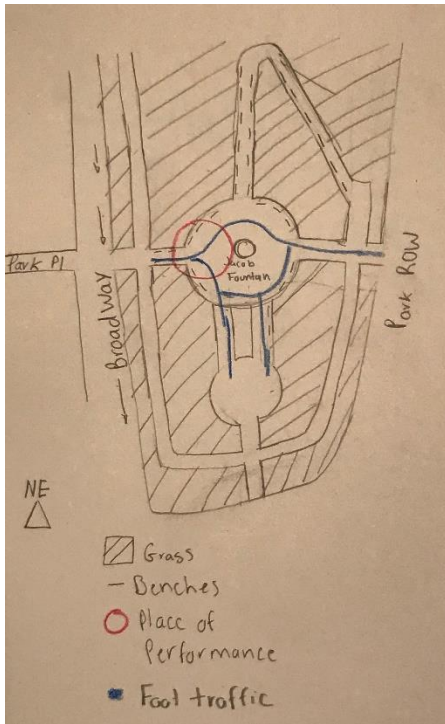 Jacob
Fountain
Park Pl
Broadway
Park ROW
NE
Grass
Benches
Place of
Performance
Foot traffic